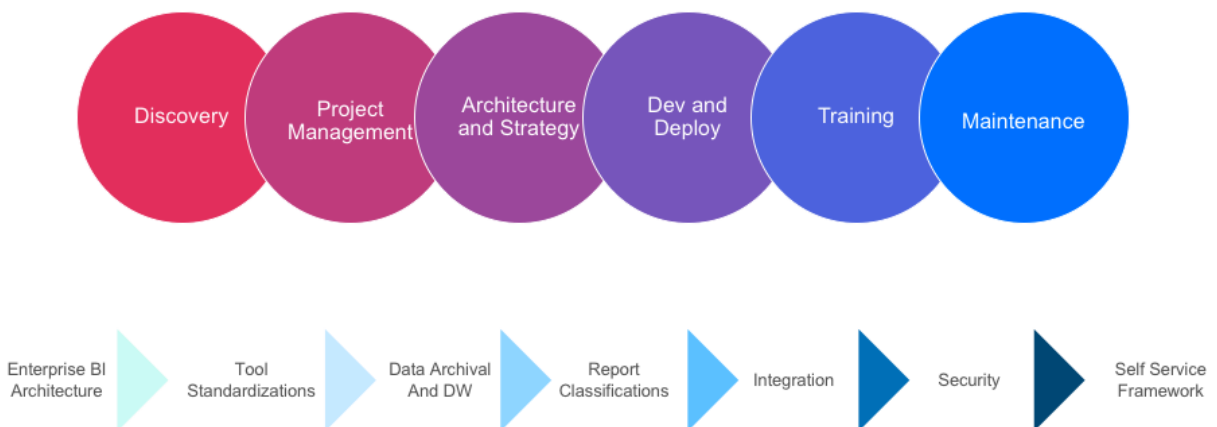 Discovery
Project
Management
Architecture
and Strategy
Dev and
Deploy
Training
Maintenance
Enterprise BI
Architecture
Tool
Standardizations
Data Archival
And DW
Report
Classifications
Integration
Security
Self Service
Framework